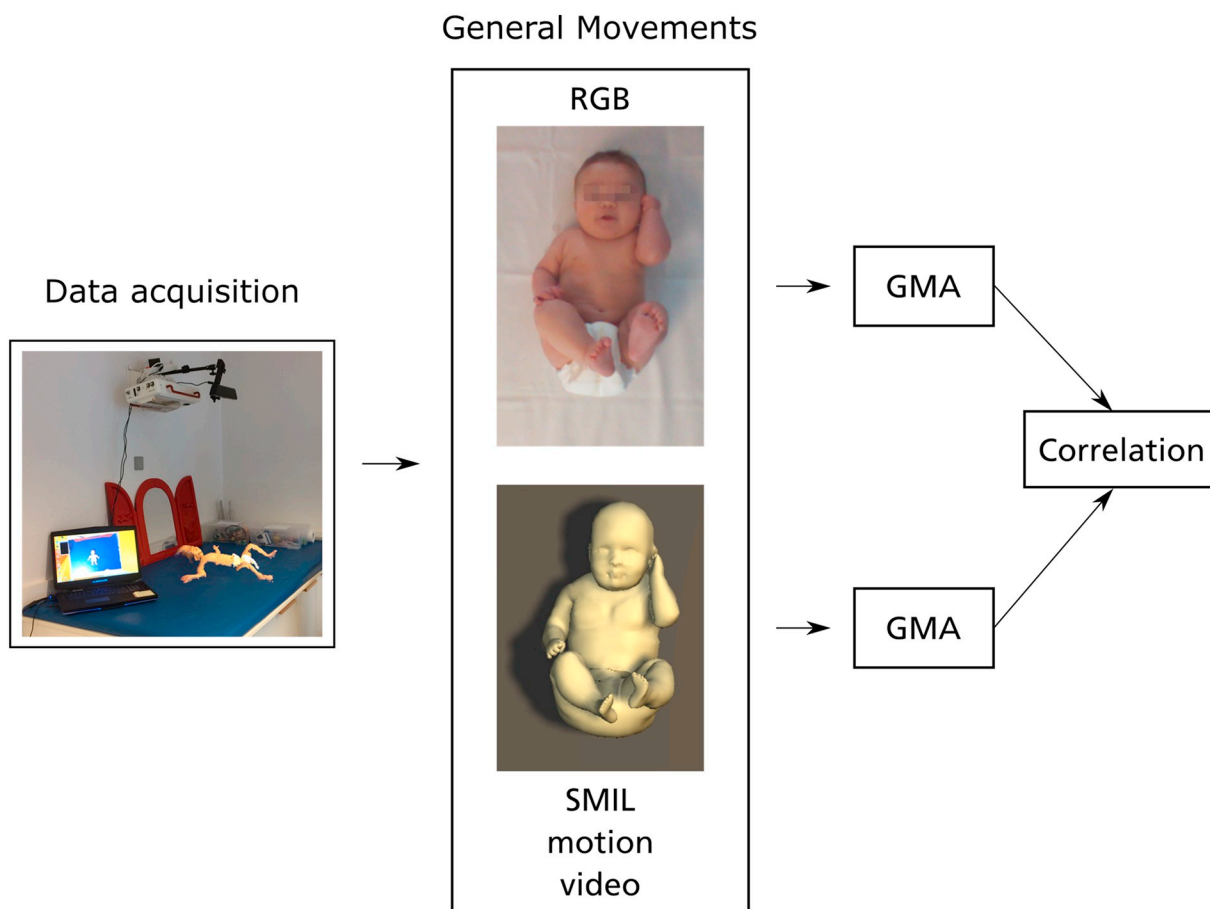 General Movements
RGB
Data acquisition
GMA
Correlation
GMA
SMIL
motion
video